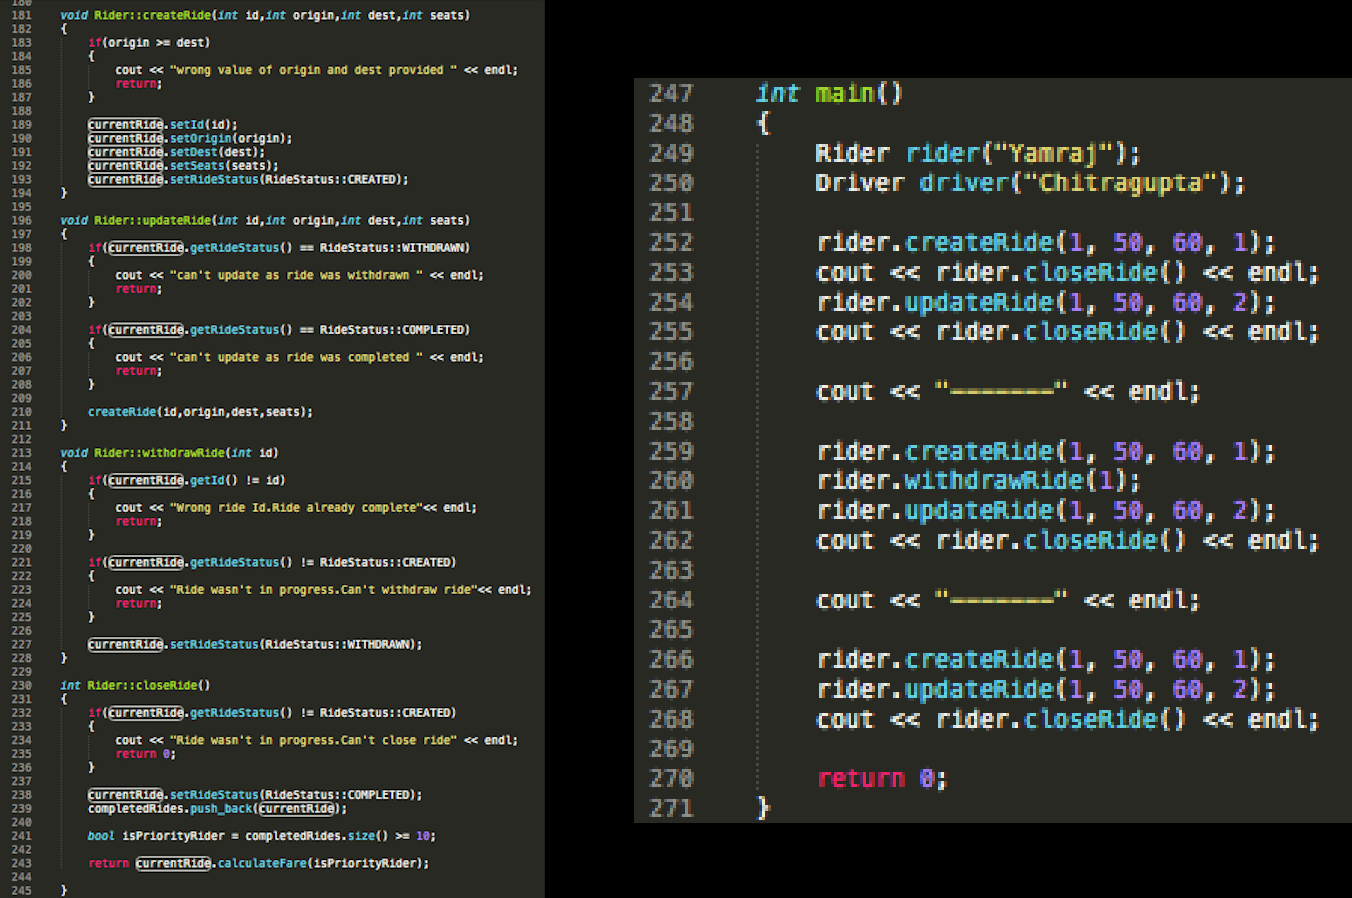 180
181 void Rider::createRide(int id,int origin,int dest,int seats)
182 {
183 if(origin >= dest)
184 {
185 cout << "wrong value of origin and dest provided " << endl;
186 return;
187 }
188
189 currentRide.setId(id);
190 currentRide.setOrigin(origin);
191 currentRide.setDest(dest);
192 currentRide.setSeats(seats);
193 currentRide.setRideStatus(RideStatus::CREATED);
194 }
195
196 void Rider::updateRide(int id,int origin,int dest,int seats)
197 {
198 if(currentRide.getRideStatus() == RideStatus::WITHDRAWN)
199 {
200 cout << "can't update as ride was withdrawn " << endl;
201 return;
202 }
203
204 if(currentRide.getRideStatus() == RideStatus::COMPLETED)
205 {
206 cout << "can't update as ride was completed " << endl;
207 return;
208 }
209
210 createRide(id,origin,dest,seats);
211 }
212
213 void Rider::withdrawRide(int id)
214 {
215 if(currentRide.getId() != id)
216 {
217 cout << "Wrong ride Id.Ride already complete"<< endl;
218 return;
219 }
220
221 if(currentRide.getRideStatus() != RideStatus::CREATED)
222 {
223 cout << "Ride wasn't in progress.Can't withdraw ride"<< endl;
224 return;
225 }
226
227 currentRide.setRideStatus(RideStatus::WITHDRAWN);
228 }
229
230 int Rider::closeRide()
231 {
232 if(currentRide.getRideStatus() != RideStatus::CREATED)
233 {
234 cout << "Ride wasn't in progress.Can't close ride" << endl;
235 return 0;
236 }
237
238 currentRide.setRideStatus(RideStatus::COMPLETED);
239 completedRides.push_back(currentRide);
240
241 bool isPriorityRider = completedRides.size() >= 10;
242
243 return currentRide.calculateFare(isPriorityRider);
244
245 }
247 int main()
248 {
249 Rider rider("Yamraj");
250 Driver driver("Chitragupta");
251
252 rider.createRide(1, 50, 60, 1);
253 cout << rider.closeRide() << endl;
254 rider.updateRide(1, 50, 60, 2);
255 cout << rider.closeRide() << endl;
256
257 cout << "-------" << endl;
258
259 rider.createRide(1, 50, 60, 1);
260 rider.withdrawRide(1);
261 rider.updateRide(1, 50, 60, 2);
262 cout << rider.closeRide() << endl;
263
264 cout << "-------" << endl;
265
266 rider.createRide(1, 50, 60, 1);
267 rider.updateRide(1, 50, 60, 2);
268 cout << rider.closeRide() << endl;
269
270 return 0;
271 }